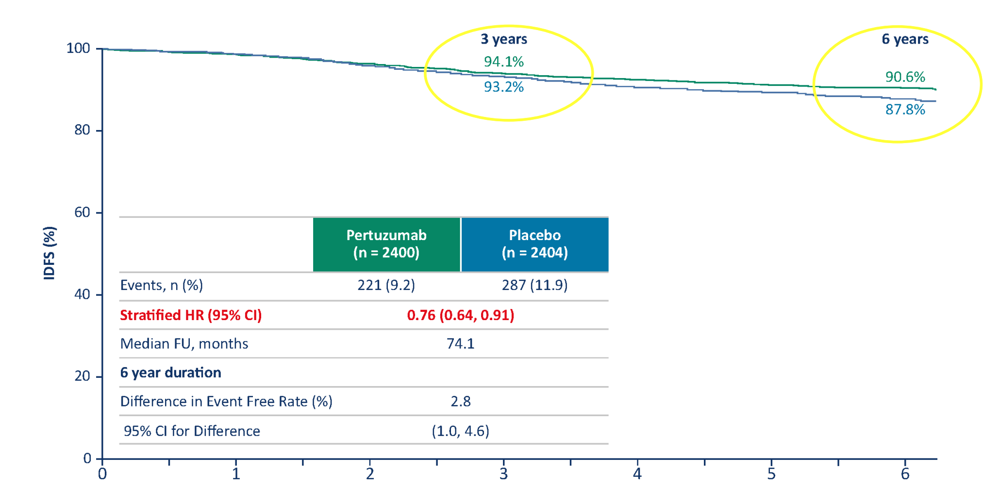 3 years
6 years
94.1%
93.2%
90.6%
87.8%
100
80
60
40
20
0
IDFS (%)
Pertuzumab
(n = 2400)
Placebo
(n = 2404)
Events, n (%) 221 (9.2) 287 (11.9)
Stratified HR (95% CI) 0.76 (0.64, 0.91)
Median FU, months 74.1
6 year duration
Difference in Event Free Rate (%) 2.8
95% CI for Difference (1.0, 4.6)
0 1 2 3 4 5 6